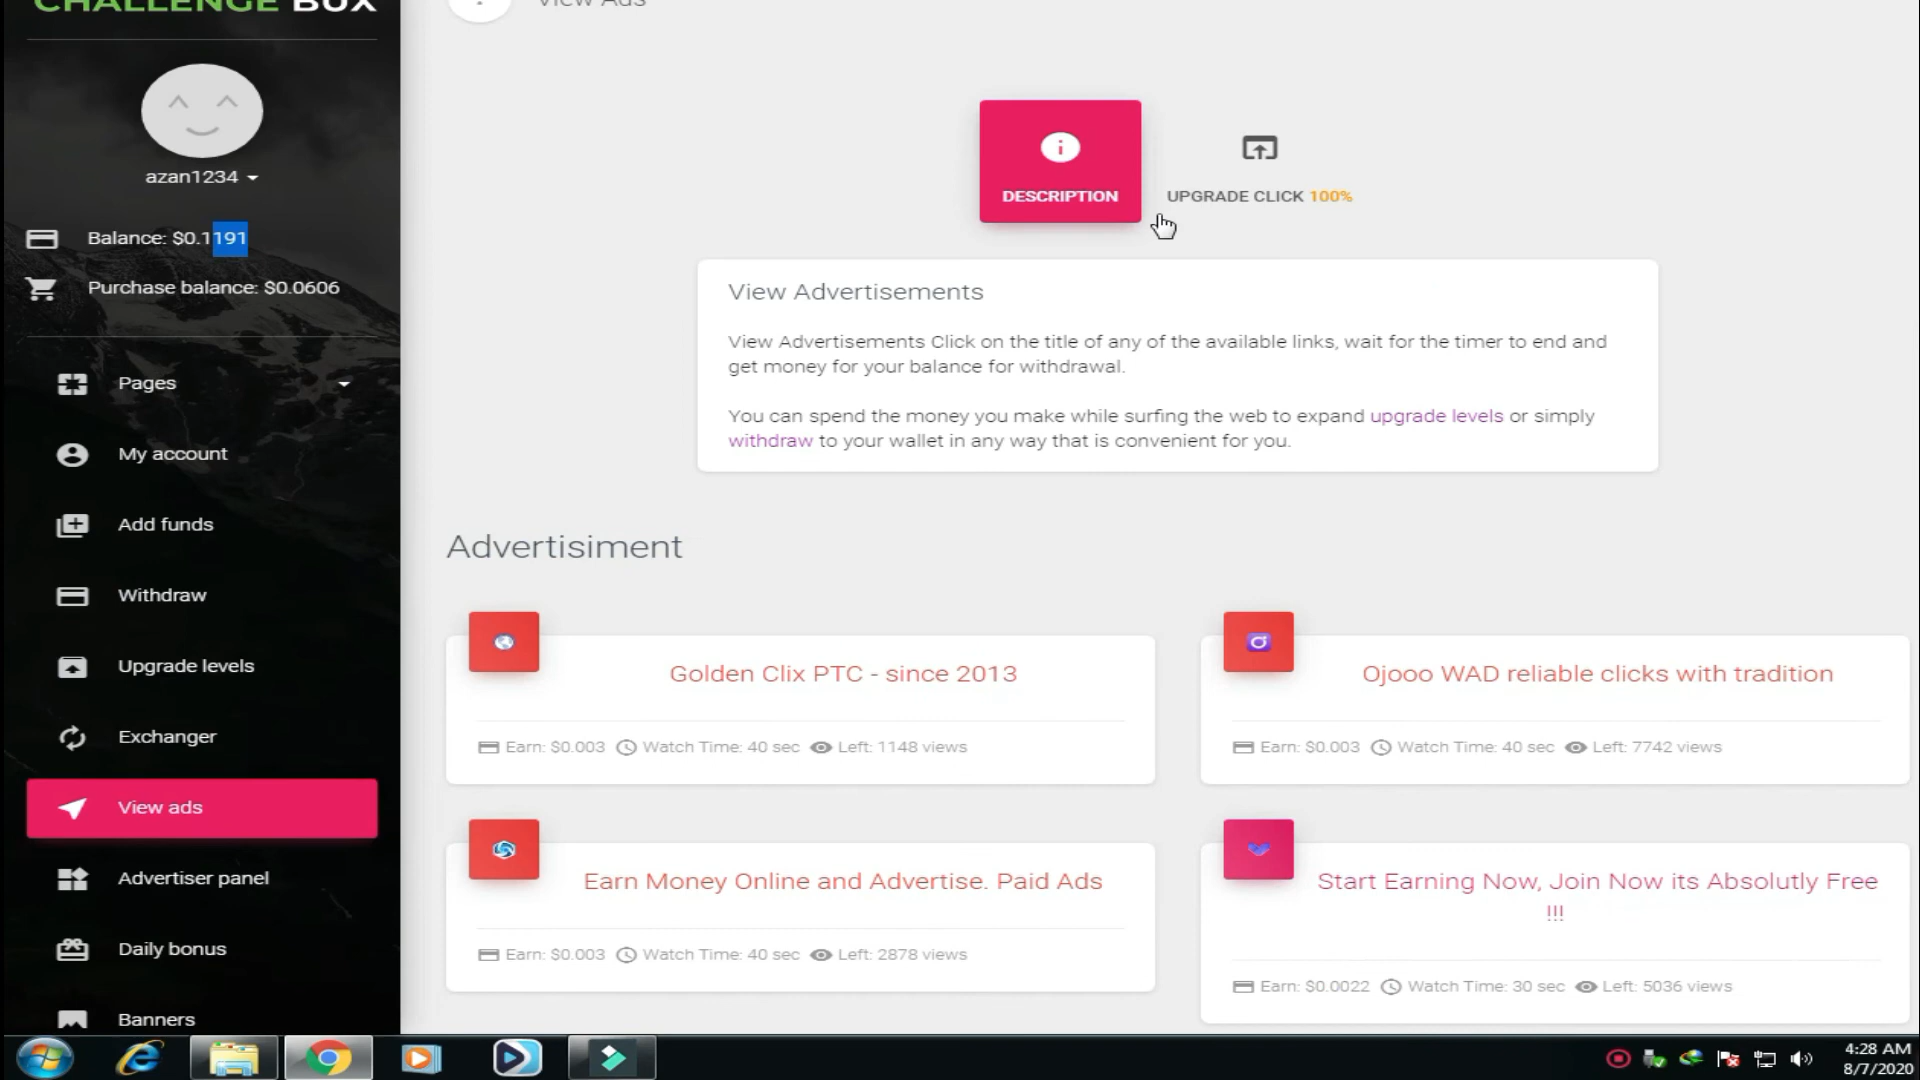 CHALLENGE BOX
azan1234
Balance: $0.1191
Purchase balance: $0.0606
Pages
My account
Add funds
Withdraw
Upgrade levels
Exchanger
View ads
Advertiser panel
Daily bonus
Banners
View Ads
DESCRIPTION
UPGRADE CLICK 100%
View Advertisements
View Advertisements Click on the title of any of the available links, wait for the timer to end and
get money for your balance for withdrawal.
You can spend the money you make while surfing the web to expand upgrade levels or simply
withdraw to your wallet in any way that is convenient for you.
Advertisiment
Golden Clix PTC - since 2013
Earn: $0.003 Watch Time: 40 sec Left: 1148 views
Ojooo WAD reliable clicks with tradition
Earn: $0.003 Watch Time: 40 sec Left: 7742 views
Earn Money Online and Advertise. Paid Ads
Earn: $0.003 Watch Time: 40 sec Left: 2878 views
Start Earning Now, Join Now its Absolutly Free
!!!
Earn: $0.0022 Watch Time: 30 sec Left: 5036 views
4:28 AM
8/7/2020